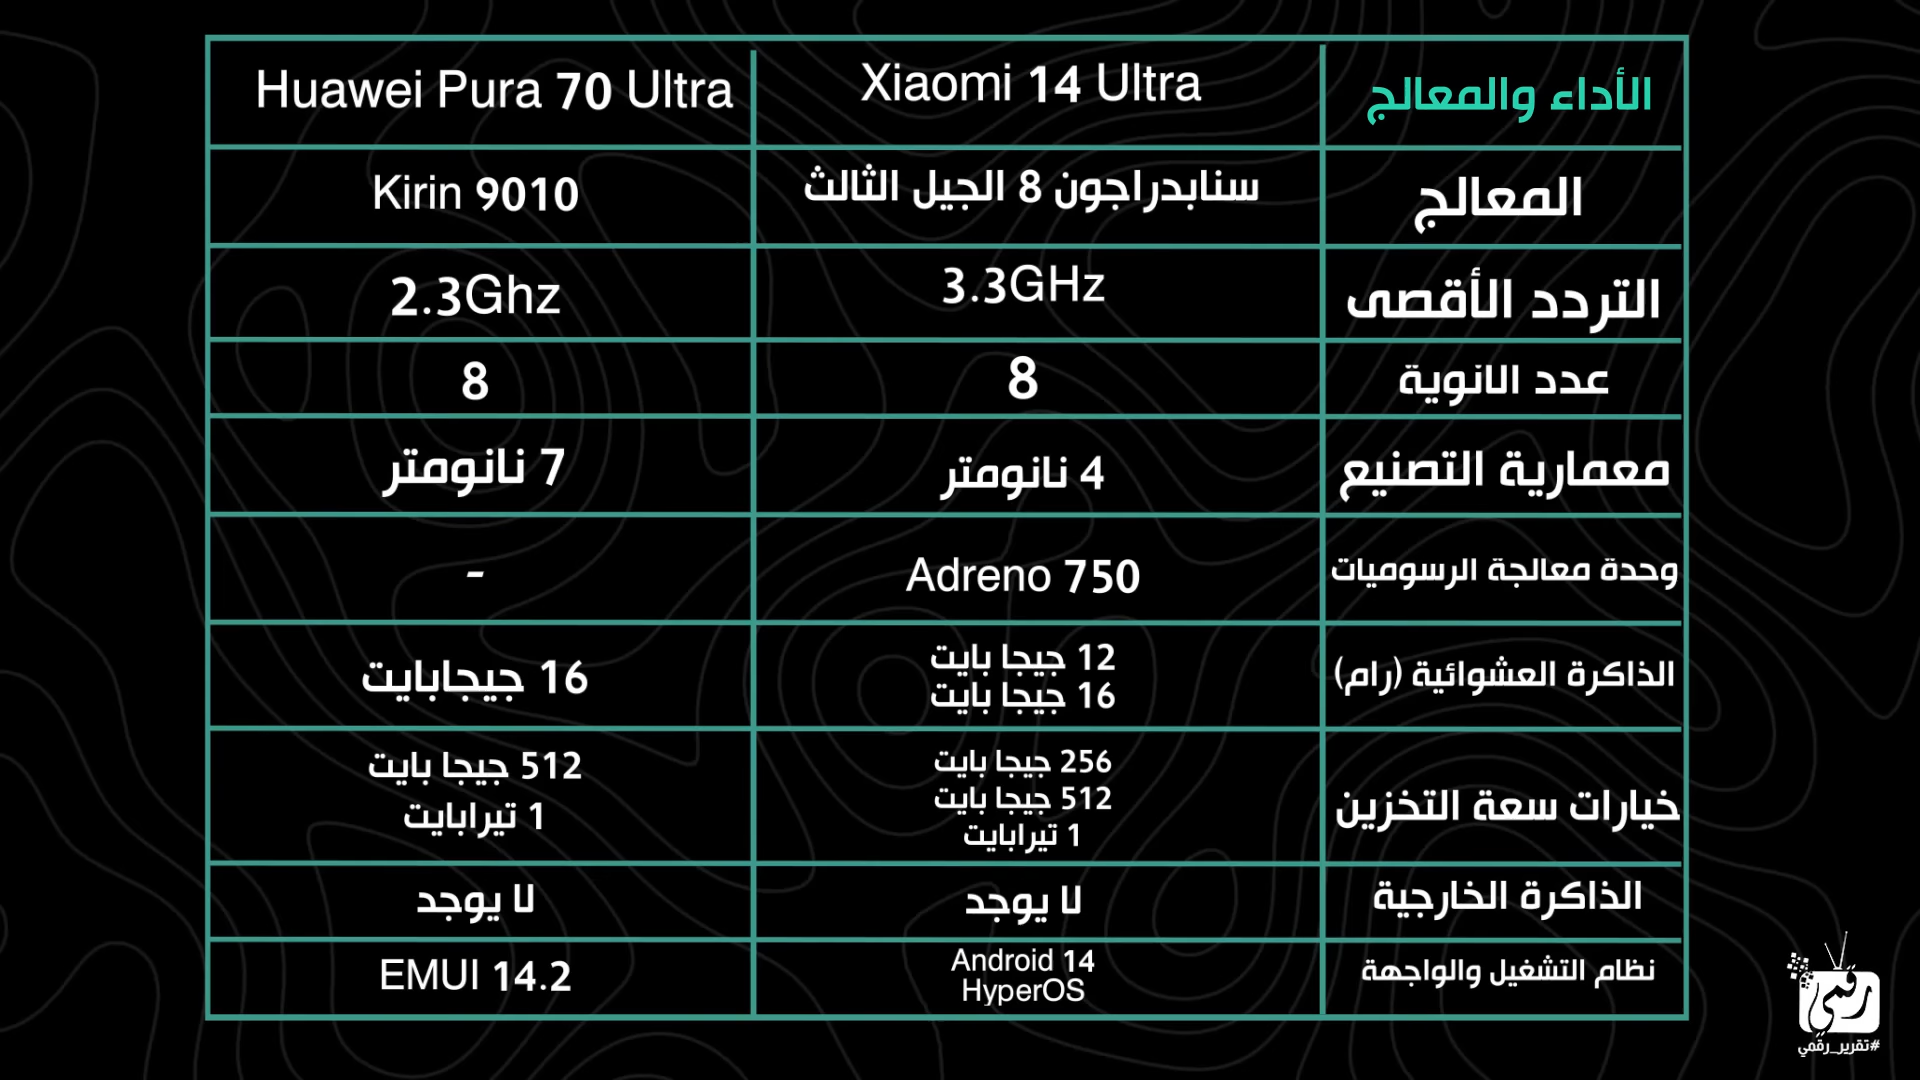 الأداء والمعالج
Xiaomi 14 Ultra
Huawei Pura 70 Ultra
المعالج
سنابدراجون 8 الجيل الثالث
Kirin 9010
التردد الأقصى
3.3GHz
2.3Ghz
عدد الانوية
8
8
معمارية التصنيع
4 نانومتر
7 نانومتر
وحدة معالجة الرسوميات
Adreno 750
-
الذاكرة العشوائية (رام)
12 جيجا بايت
16 جيجا بايت
16 جيجابايت
خيارات سعة التخزين
256 جيجا بايت
512 جيجا بايت
1 تيرابايت
512 جيجا بايت
1 تيرابايت
الذاكرة الخارجية
لا يوجد
لا يوجد
نظام التشغيل والواجهة
Android 14
HyperOS
EMUI 14.2
رقمي
#تقرير_رقمي